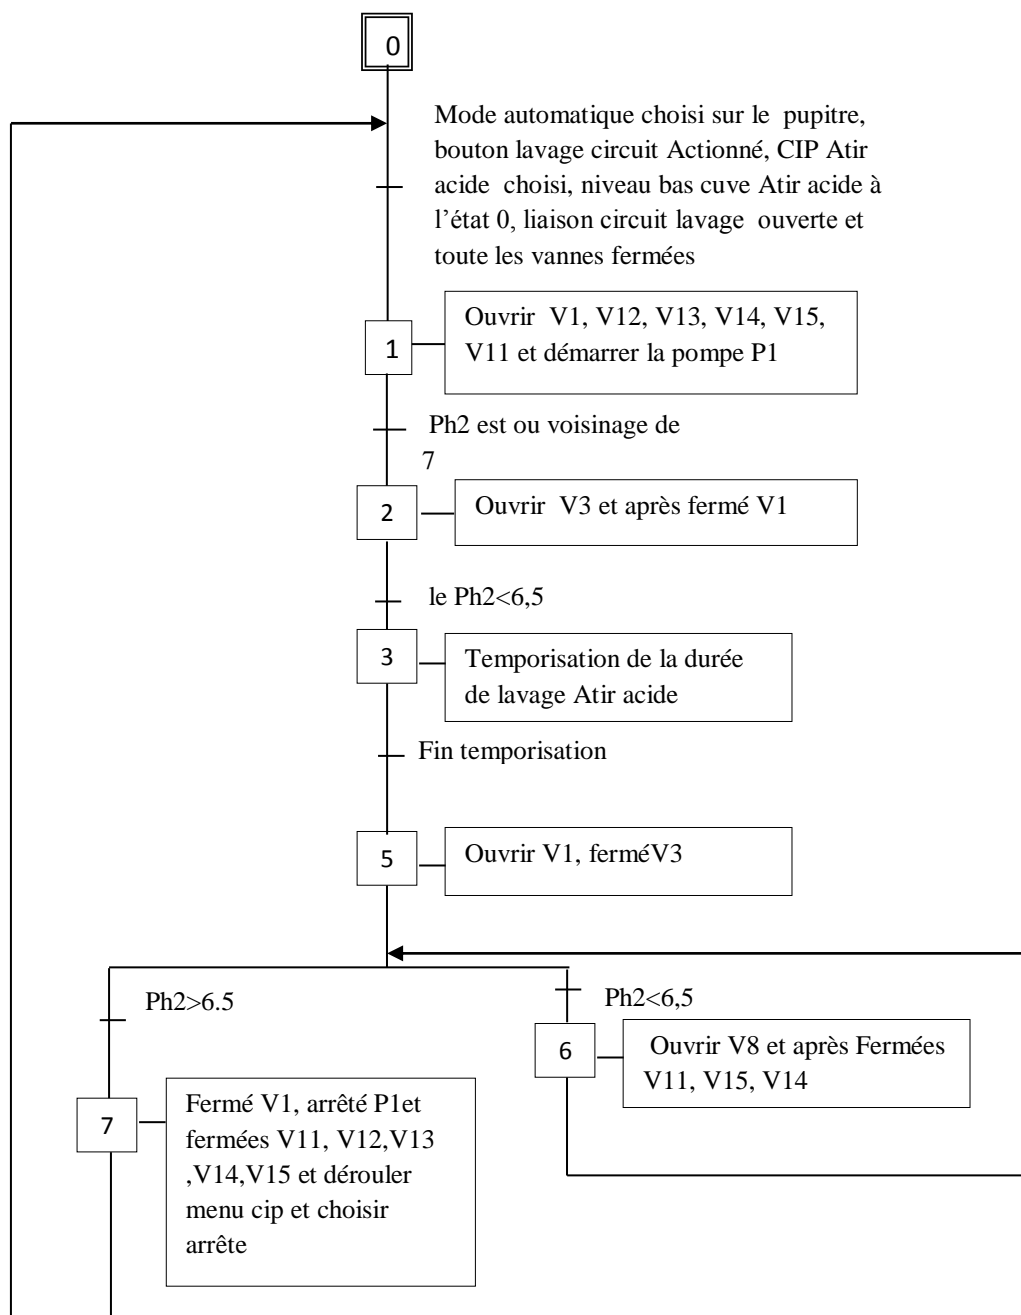 0
Mode automatique choisi sur le pupitre,
bouton lavage circuit Actionné, CIP Atir
acide choisi, niveau bas cuve Atir acide à
l’état 0, liaison circuit lavage ouverte et
toute les vannes fermées
1
Ouvrir V1, V12, V13, V14, V15,
V11 et démarrer la pompe P1
Ph2 est ou voisinage de
7
2
Ouvrir V3 et après fermé V1
le Ph2<6,5
3
Temporisation de la durée
de lavage Atir acide
Fin temporisation
5
Ouvrir V1, ferméV3
Ph2>6.5
Ph2<6,5
6
Ouvrir V8 et après Fermées
V11, V15, V14
7
Fermé V1, arrêté P1et
fermées V11, V12,V13
,V14,V15 et dérouler
menu cip et choisir
arrête